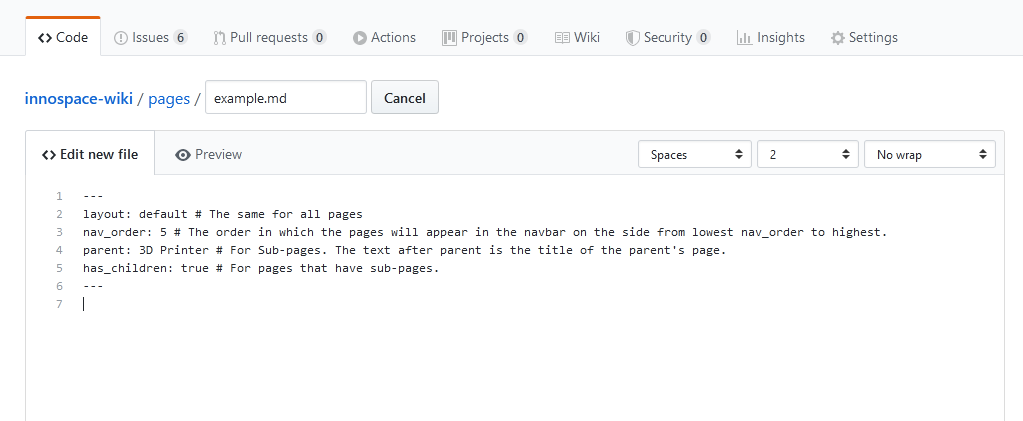 Code Issues 6 Pull requests 0 Actions Projects 0 Wiki Security 0 Insights Settings
innospace-wiki / pages / example.md Cancel
<> Edit new file Preview Spaces 2 No wrap
1 ---
2 layout: default # The same for all pages
3 nav_order: 5 # The order in which the pages will appear in the navbar on the side from lowest nav_order to highest.
4 parent: 3D Printer # For Sub-pages. The text after parent is the title of the parent's page.
5 has_children: true # For pages that have sub-pages.
6 ---
7